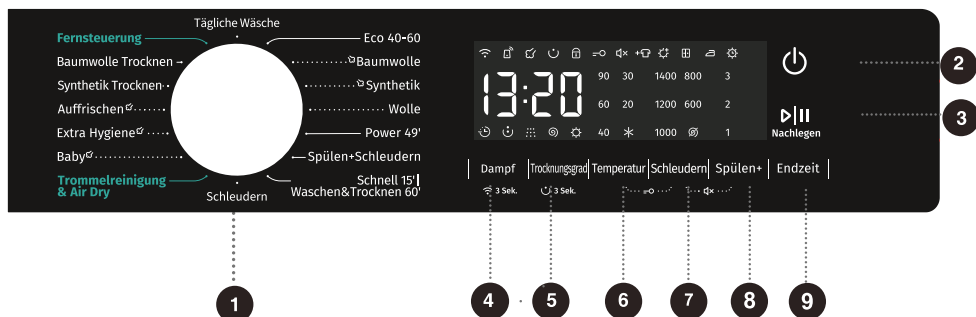 Tägliche Wäsche
Fernsteuerung
Baumwolle Trocknen
Synthetik Trocknen
Auffrischen
Extra Hygiene
Baby
Trommelreinigung
& Air Dry
Schleudern
Eco 40-60
Baumwolle
Synthetik
Wolle
Power 49'
Spülen+Schleudern
Schnell 15'|
Waschen&Trocknen 60'
13:20
90 30 1400 800 3
60 20 1200 600 2
40 1000 1
Nachlegen
Dampf Trocknungsgrad Temperatur Schleudern Spülen+ Endzeit
3 Sek. 3 Sek.
1
2
3
4
5
6
7
8
9